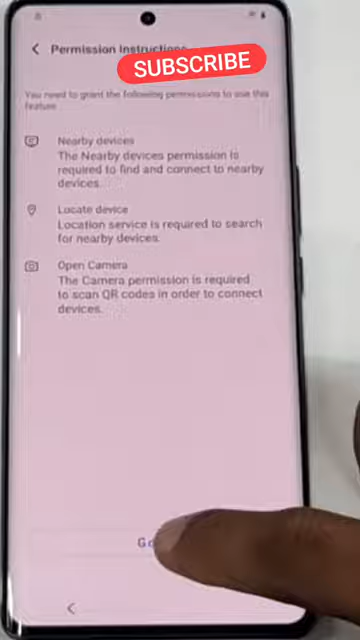 Permission Instructions
SUBSCRIBE
You need to grant the following permissions to use this
feature.
Nearby devices
The Nearby devices permission is
required to find and connect to nearby
devices.
Locate device
Location service is required to search
for nearby devices.
Open Camera
The Camera permission is required
to scan QR codes in order to connect
devices.